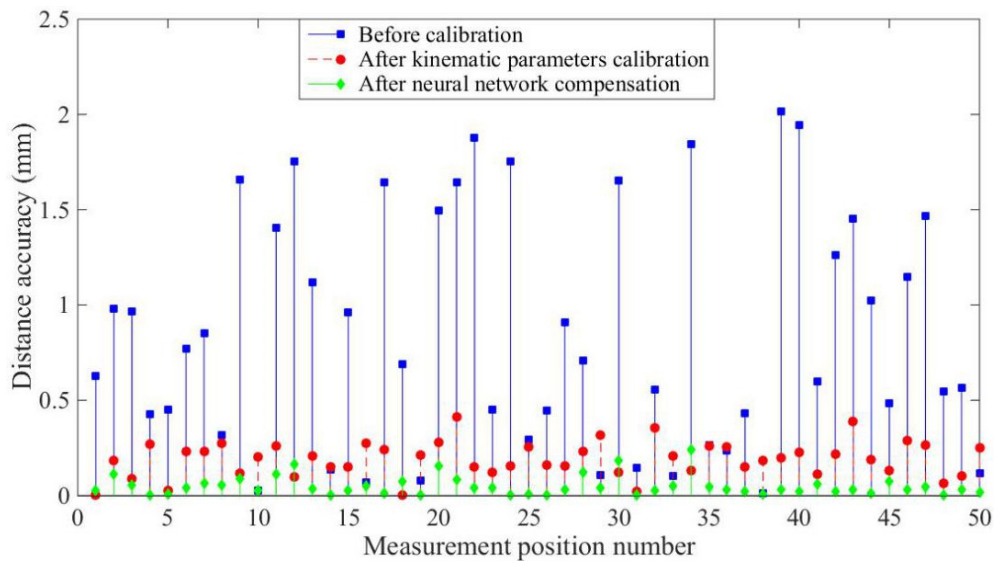 2.5
Before calibration
After kinematic parameters calibration
After neural network compensation
2
1.5
1
0.5
0
Distance accuracy (mm)
0 5 10 15 20 25 30 35 40 45 50
Measurement position number